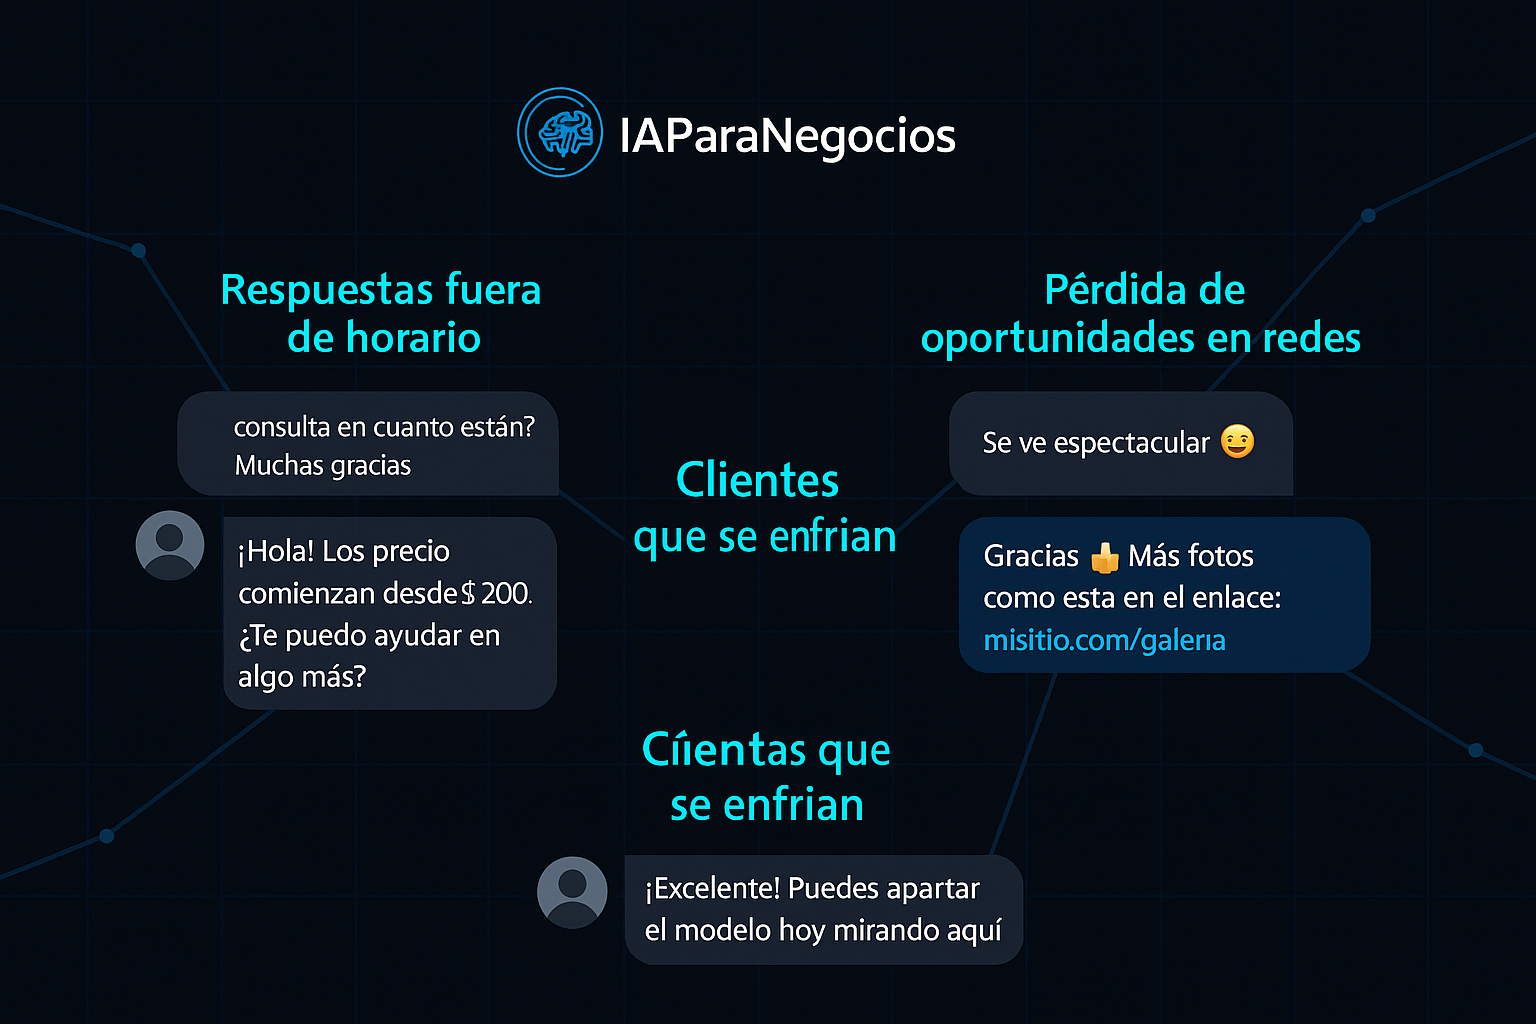 IAParaNegocios
Respuestas fuera
de horario
consulta en cuanto están?
Muchas gracias
¡Hola! Los precio
comienzan desde $ 200.
¿Te puedo ayudar en
algo más?
Clientes
que se enfrian
Pérdida de
oportunidades en redes
Se ve espectacular 😄
Gracias 👍 Más fotos
como esta en el enlace:
misitio.com/galerıa
Cíıentas que
se enfrian
¡Excelente! Puedes apartar
el modelo hoy mirando aquí